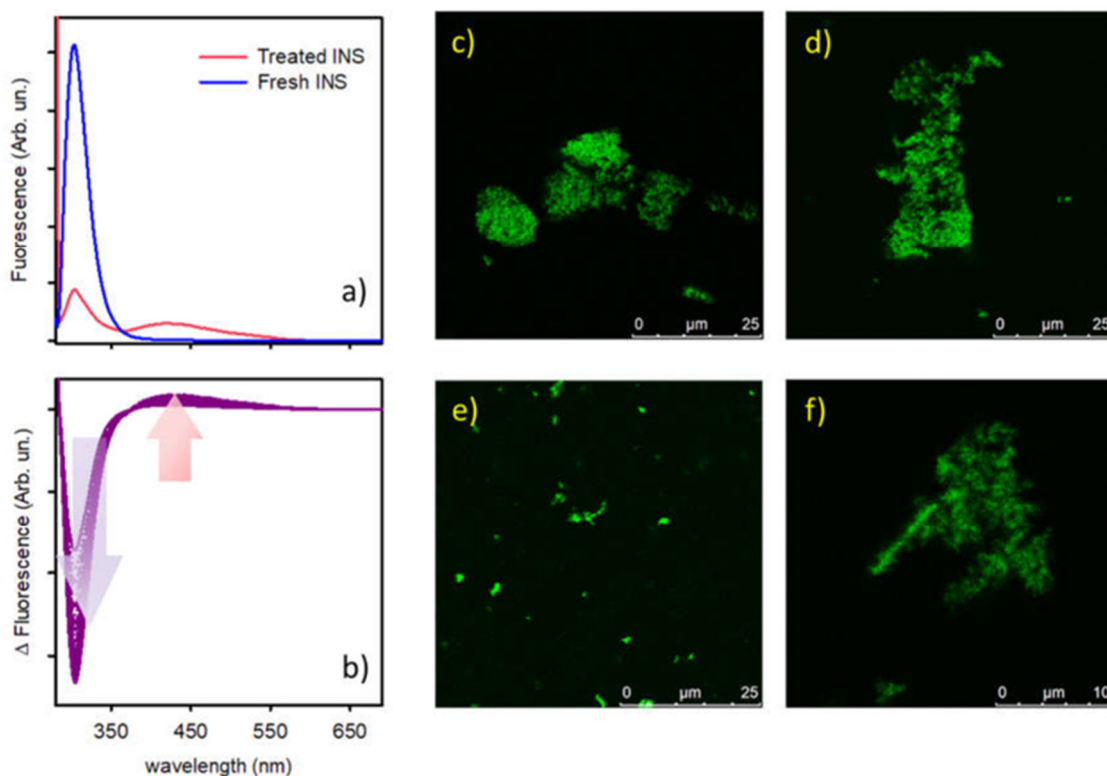 Treated INS
Fresh INS
Fuorescence (Arb. un.)
a)
Δ Fluorescence (Arb. un.)
b)
350 450 550 650
wavelength (nm)
c)
0 µm 25
d)
0 µm 25
e)
0 µm 25
f)
0 µm 10